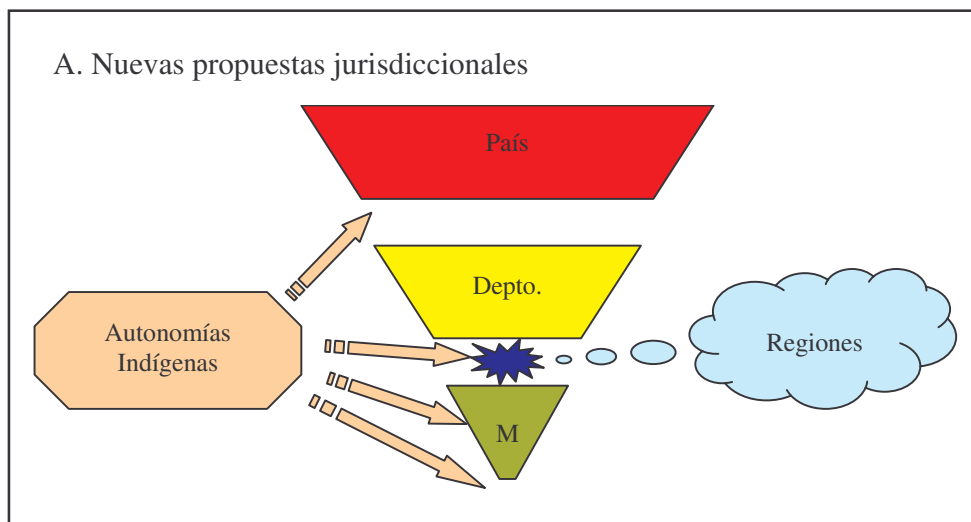 A. Nuevas propuestas jurisdiccionales
País
Depto.
Autonomías
Indígenas
Regiones
M